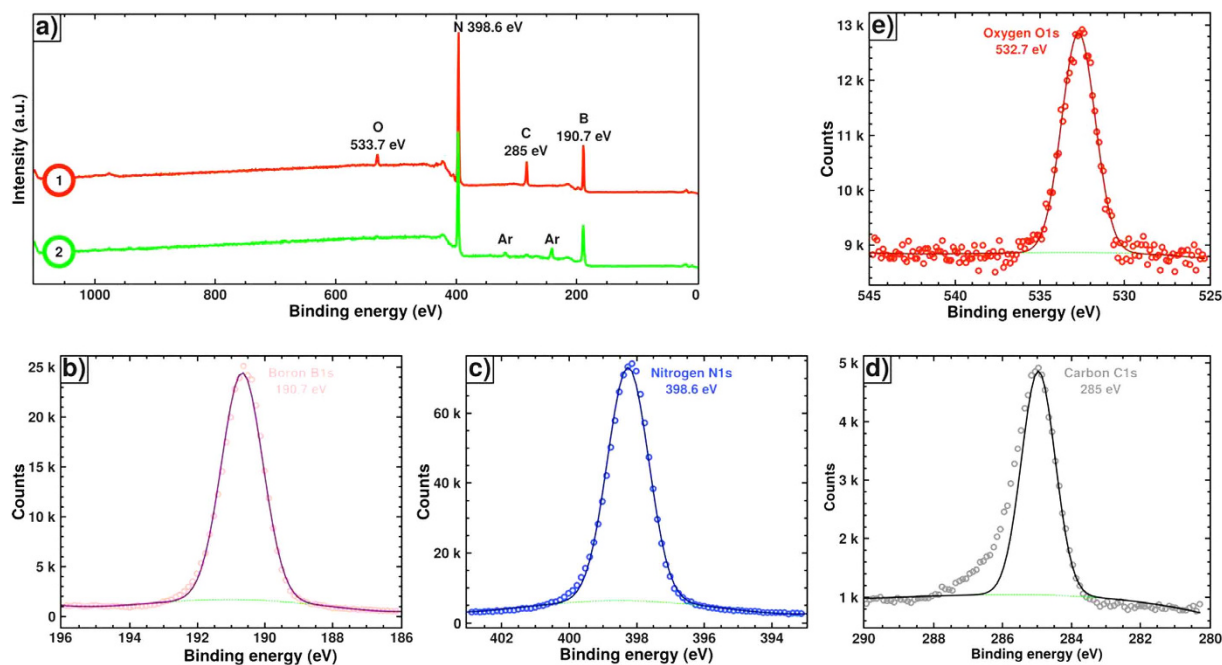 a)
N 398.6 eV
O
533.7 eV
C
285 eV
B
190.7 eV
1
2
Ar
Ar
Intensity (a.u.)
1000
800
600
400
200
0
Binding energy (eV)
e)
Oxygen O1s
532.7 eV
13 k
12 k
11 k
10 k
9 k
Counts
545
540
535
530
525
Binding energy (eV)
b)
Boron B1s
190.7 eV
25 k
20 k
15 k
10 k
5 k
0
Counts
196
194
192
190
188
186
Binding energy (eV)
c)
Nitrogen N1s
398.6 eV
60 k
40 k
20 k
0
Counts
402
400
398
396
394
Binding energy (eV)
d)
Carbon C1s
285 eV
5 k
4 k
3 k
2 k
1 k
Counts
290
288
286
284
282
280
Binding energy (eV)